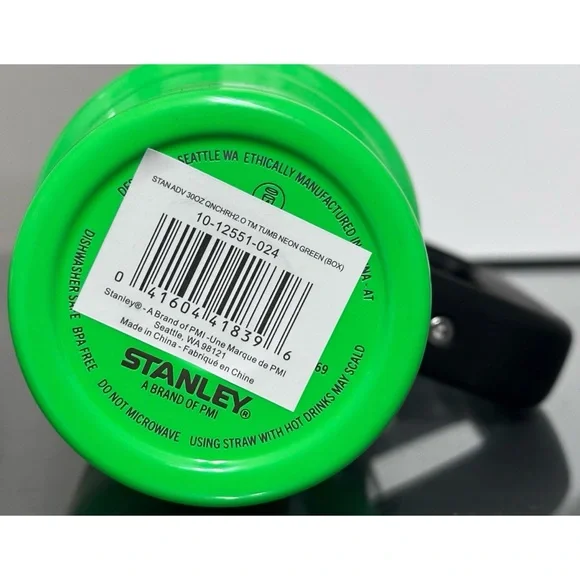 SEATTLE WA ETHICALLY MANUFACTURED IN
- AT
STAN ADV 30OZ QNCHRH2.O TM TUMB NEON GREEN (BOX)
10-12551-024
0 41604 41839 6
Stanley® - A Brand of PMI -Une Marque de PMI
Seattle, WA 98121
Made in China - Fabriqué en Chine
STANLEY®
A BRAND OF PMI
DISHWASHER
BPA FREE
DO NOT MICROWAVE
USING STRAW WITH HOT DRINKS MAY SCALD